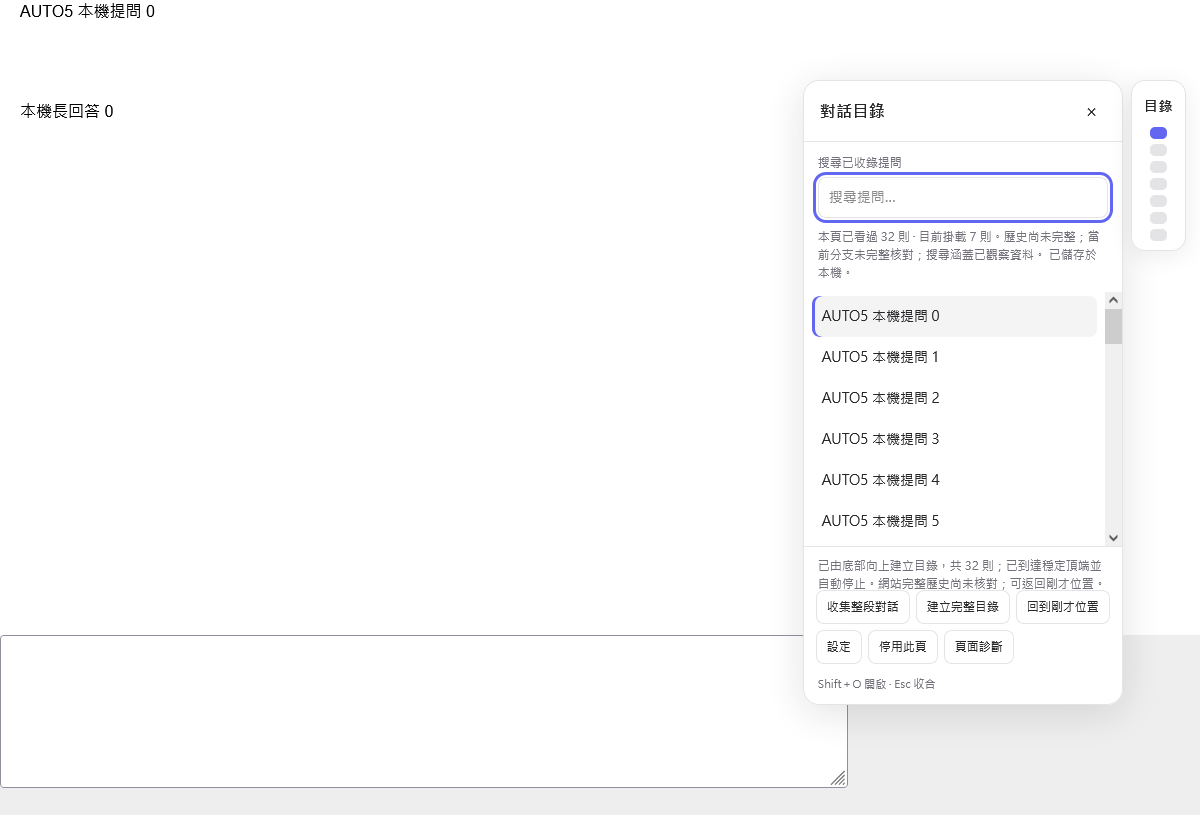 AUTO5 本機提問 0
本機長回答 0
對話目錄
×
目錄
搜尋已收錄提問
搜尋提問...
本頁已看過 32 則 · 目前掛載 7 則。歷史尚未完整；當
前分支未完整核對；搜尋涵蓋已觀察資料。 已儲存於
本機。
AUTO5 本機提問 0
AUTO5 本機提問 1
AUTO5 本機提問 2
AUTO5 本機提問 3
AUTO5 本機提問 4
AUTO5 本機提問 5
已由底部向上建立目錄，共 32 則；已到達穩定頂端並
自動停止。網站完整歷史尚未核對；可返回剛才位置。
收集整段對話
建立完整目錄
回到剛才位置
設定
停用此頁
頁面診斷
Shift + O 開啟 · Esc 收合